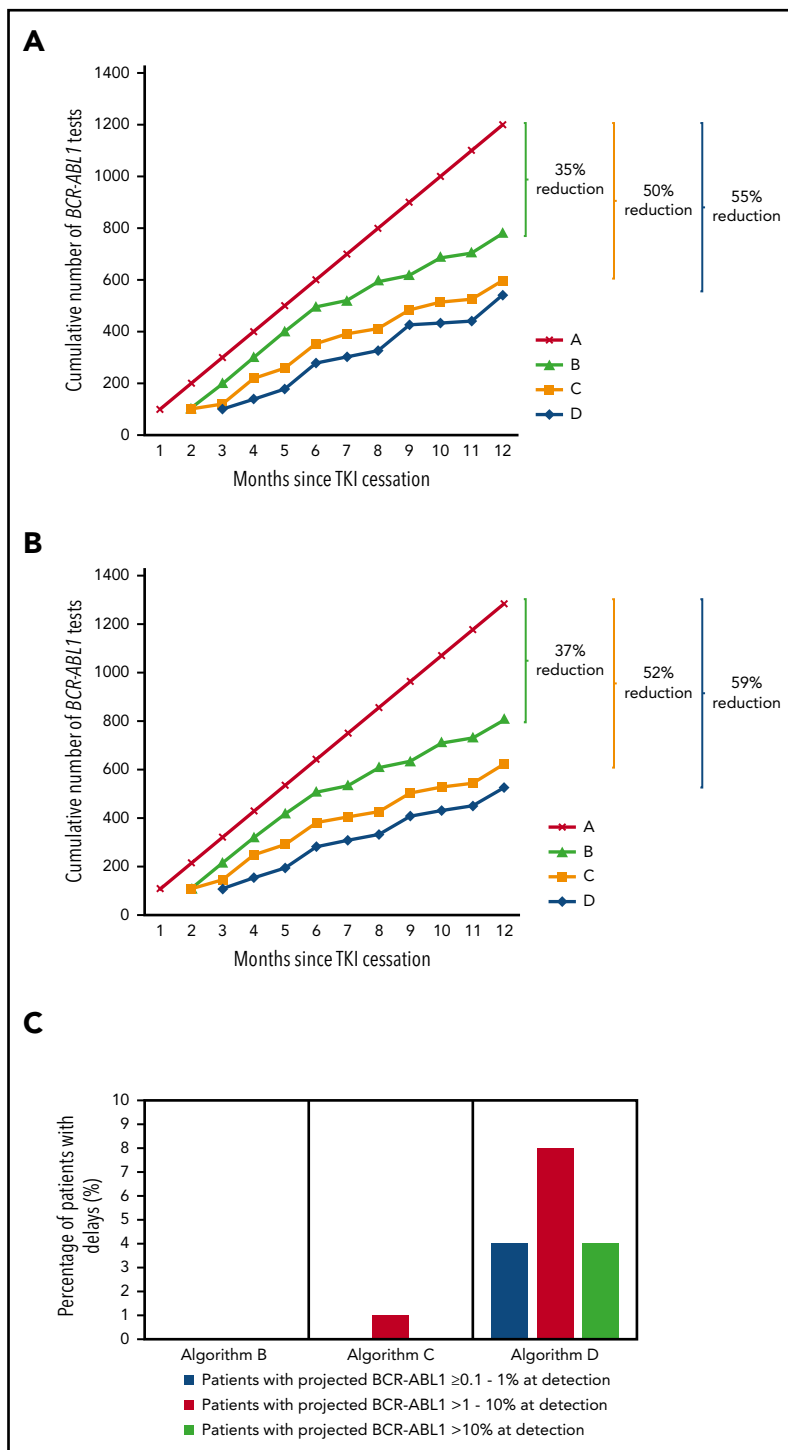 A
1400
1200
1000
800
600
400
200
0
Cumulative number of BCR-ABL1 tests
1 2 3 4 5 6 7 8 9 10 11 12
Months since TKI cessation
35%
reduction
50%
reduction
55%
reduction
A
B
C
D
B
1400
1200
1000
800
600
400
200
0
Cumulative number of BCR-ABL1 tests
1 2 3 4 5 6 7 8 9 10 11 12
Months since TKI cessation
37%
reduction
52%
reduction
59%
reduction
A
B
C
D
C
10
9
8
7
6
5
4
3
2
1
0
Percentage of patients with
delays (%)
Algorithm B Algorithm C Algorithm D
Patients with projected BCR-ABL1 ≥0.1 - 1% at detection
Patients with projected BCR-ABL1 >1 - 10% at detection
Patients with projected BCR-ABL1 >10% at detection